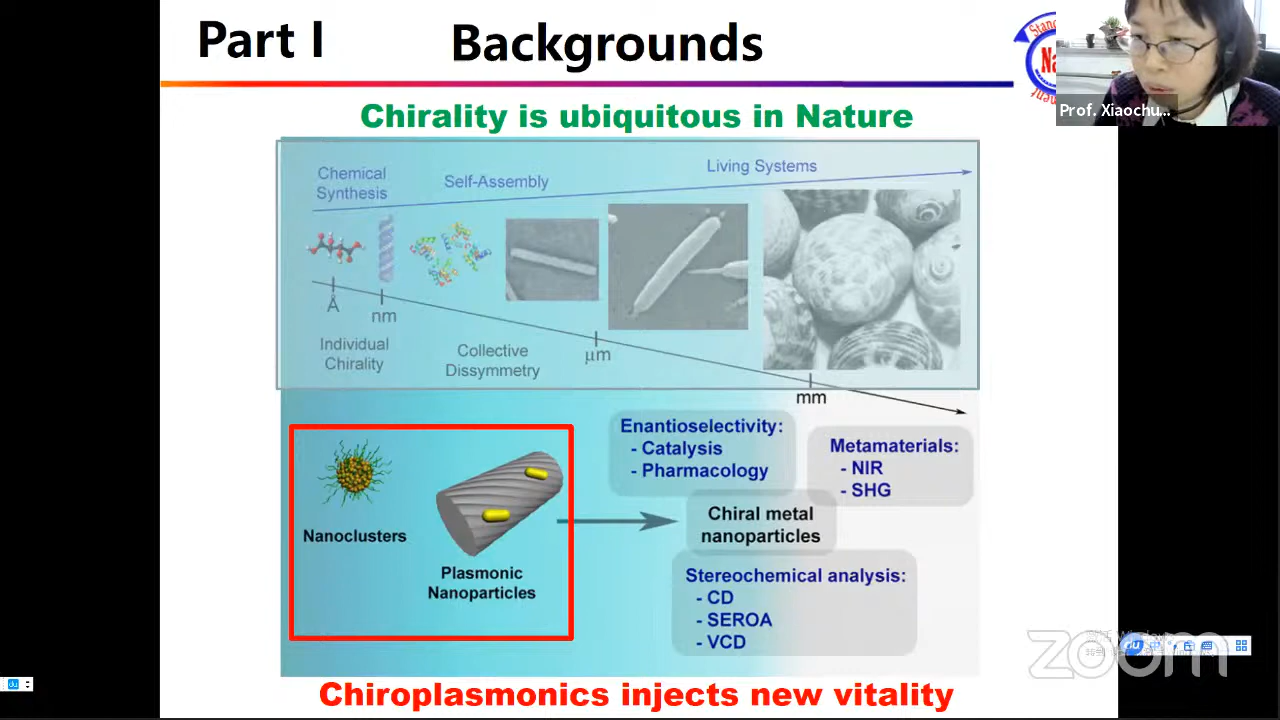 Part I
Backgrounds
Prof. Xiaochu...
Chirality is ubiquitous in Nature
Chemical
Synthesis
Self-Assembly
Living Systems
Å
nm
μm
mm
Individual
Chirality
Collective
Dissymmetry
Nanoclusters
Plasmonic
Nanoparticles
Enantioselectivity:
- Catalysis
- Pharmacology
Metamaterials:
- NIR
- SHG
Chiral metal
nanoparticles
Stereochemical analysis:
- CD
- SEROA
- VCD
zoom
Chiroplasmonics injects new vitality